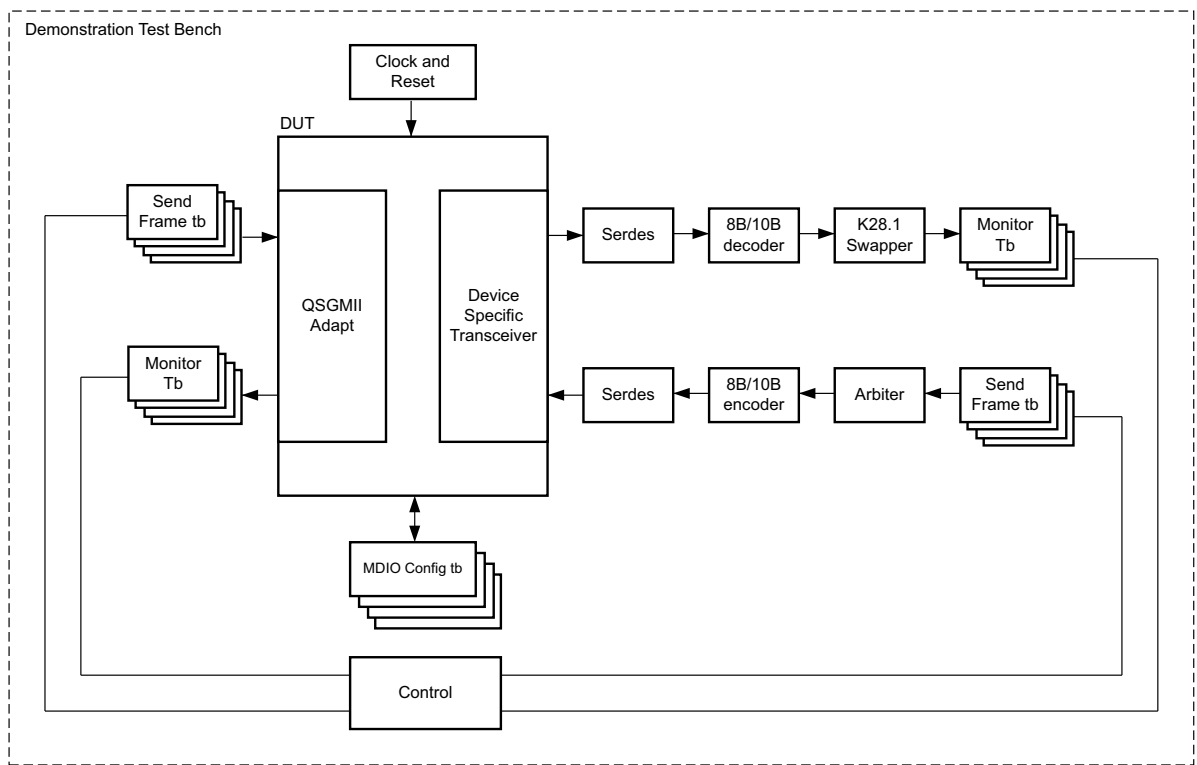 Demonstration Test Bench
Clock and
Reset
DUT
Send
Frame tb
Serdes
8B/10B
decoder
K28.1
Swapper
Monitor
Tb
QSGMII
Adapt
Device
Specific
Transceiver
Monitor
Tb
Serdes
8B/10B
encoder
Arbiter
Send
Frame tb
MDIO Config tb
Control